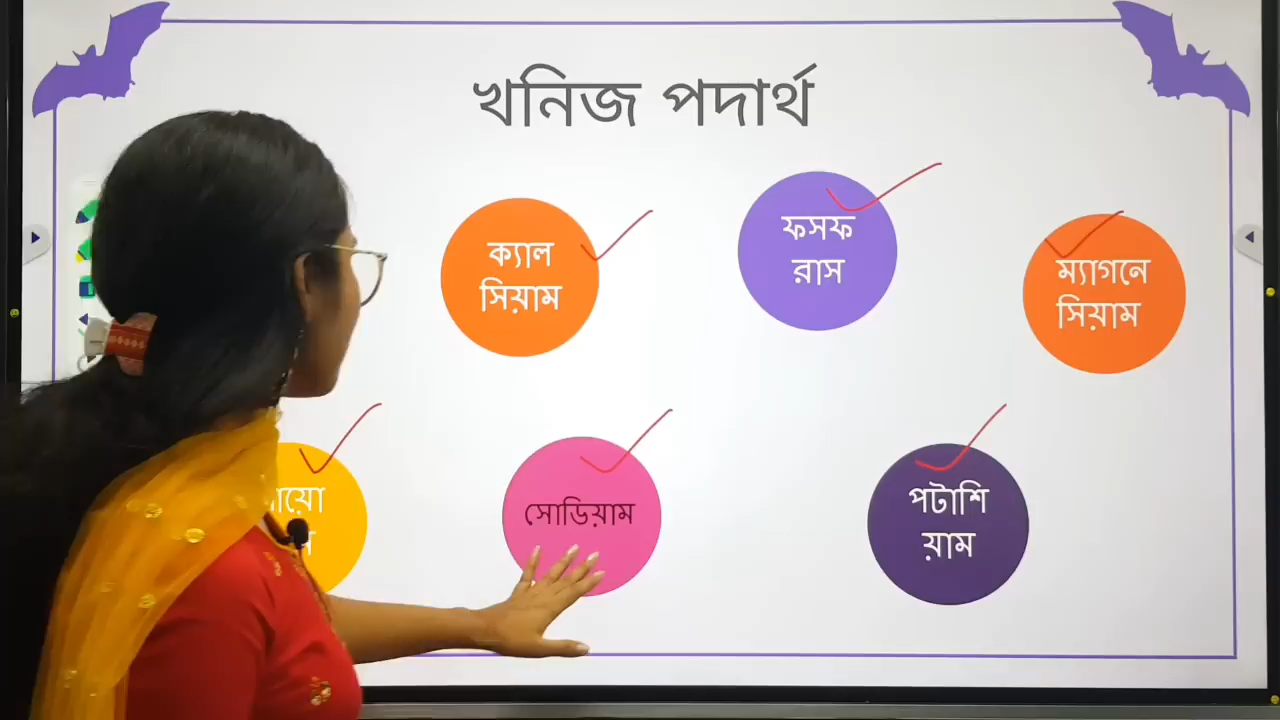 খনিজ পদার্থ
ক্যাল
সিয়াম
ফসফ
রাস
ম্যাগনে
সিয়াম
সোডিয়াম
পটাশি
য়াম